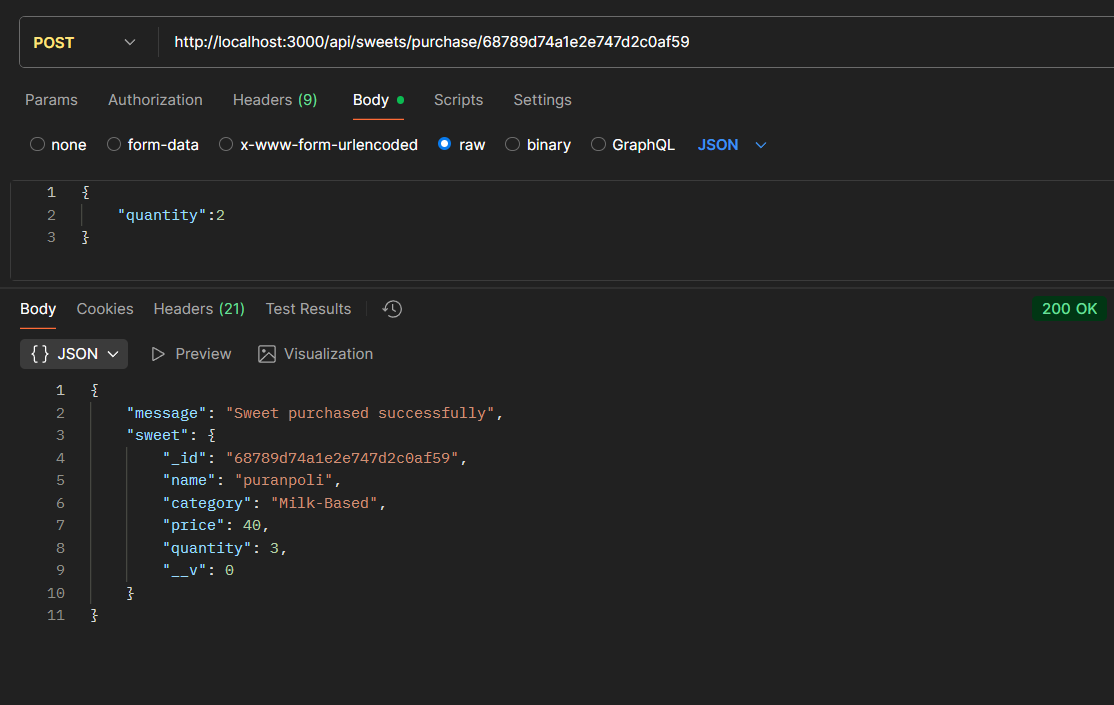 POST http://localhost:3000/api/sweets/purchase/68789d74a1e2e747d2c0af59
Params Authorization Headers (9) Body Scripts Settings
none form-data x-www-form-urlencoded raw binary GraphQL JSON
1 {
2 "quantity":2
3 }
Body Cookies Headers (21) Test Results 200 OK
{} JSON Preview Visualization
1 {
2 "message": "Sweet purchased successfully",
3 "sweet": {
4 "_id": "68789d74a1e2e747d2c0af59",
5 "name": "puranpoli",
6 "category": "Milk-Based",
7 "price": 40,
8 "quantity": 3,
9 "__v": 0
10 }
11 }